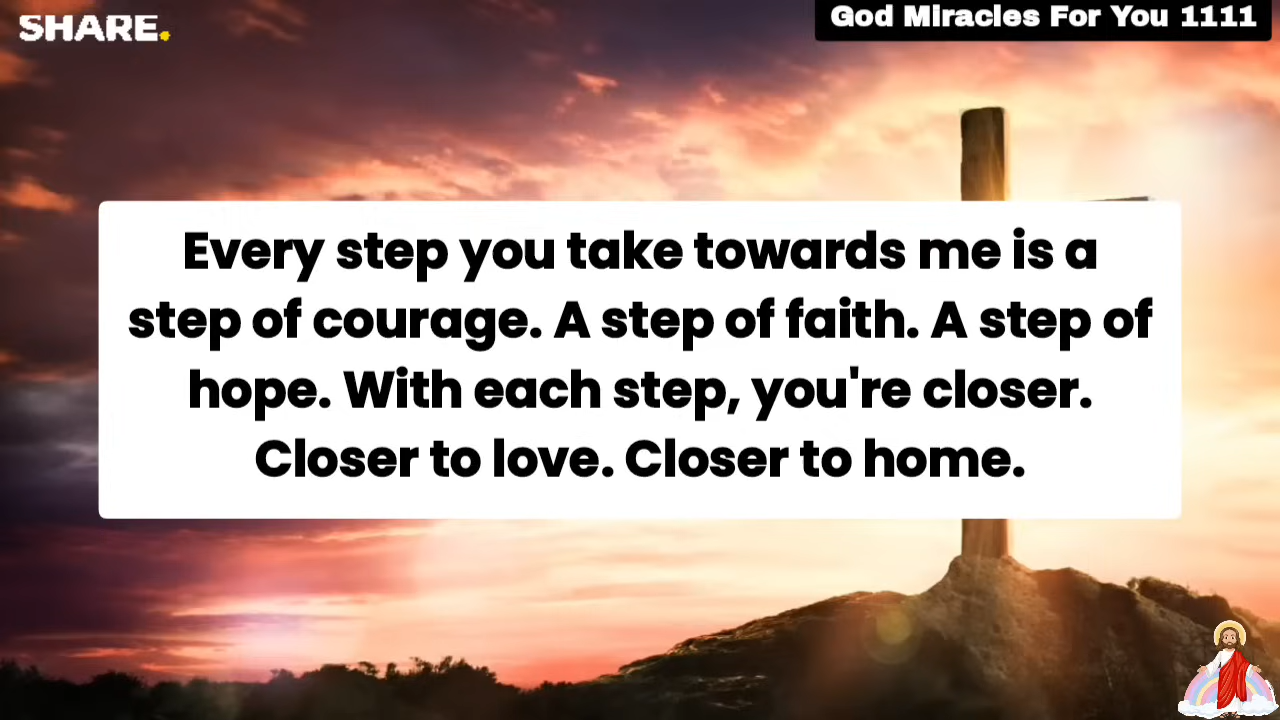 SHARE.
God Miracles For You 1111
Every step you take towards me is a
step of courage. A step of faith. A step of
hope. With each step, you're closer.
Closer to love. Closer to home.